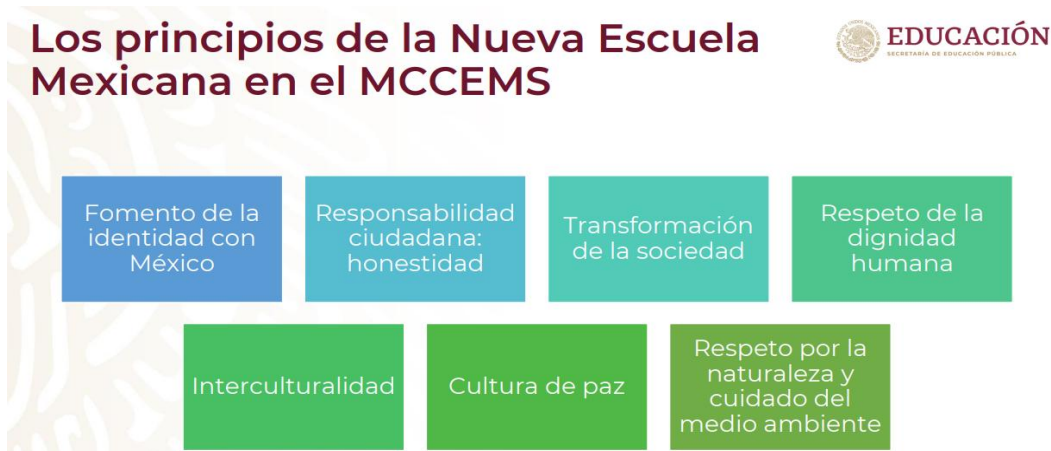 Los principios de la Nueva Escuela
Mexicana en el MCCEMS
EDUCACIÓN
SECRETARÍA DE EDUCACIÓN PÚBLICA
Fomento de la
identidad con
México
Responsabilidad
ciudadana:
honestidad
Transformación
de la sociedad
Respeto de la
dignidad
humana
Interculturalidad
Cultura de paz
Respeto por la
naturaleza y
cuidado del
medio ambiente